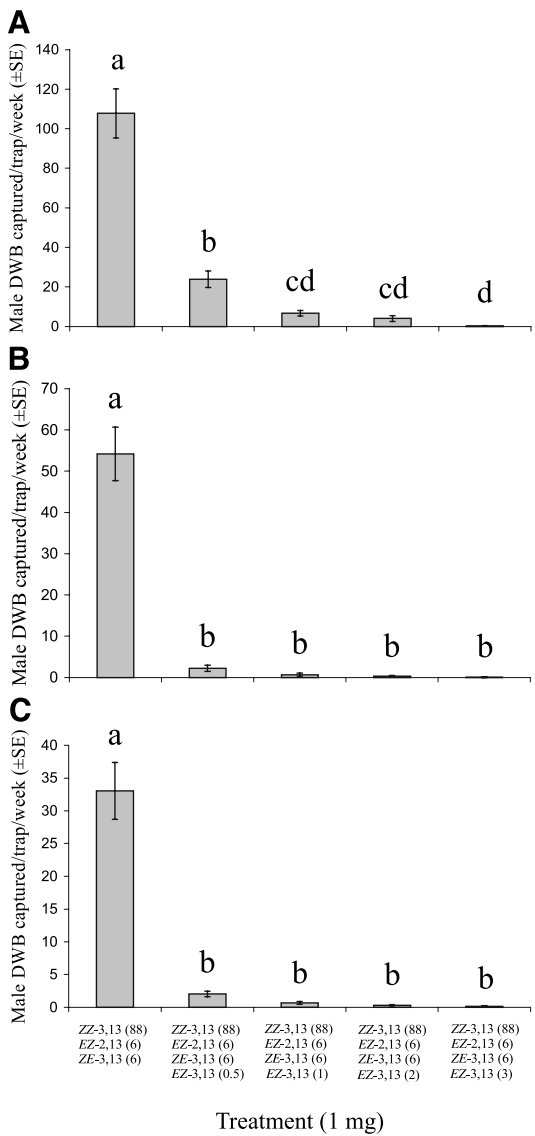 A
Male DWB captured/trap/week (±SE)
140
120
100
80
60
40
20
0
a
b
cd
cd
d
B
Male DWB captured/trap/week (±SE)
70
60
50
40
30
20
10
0
a
b
b
b
b
C
Male DWB captured/trap/week (±SE)
40
35
30
25
20
15
10
5
0
a
b
b
b
b
ZZ-3,13 (88)
EZ-2,13 (6)
ZE-3,13 (6)
ZZ-3,13 (88)
EZ-2,13 (6)
ZE-3,13 (6)
EZ-3,13 (0.5)
ZZ-3,13 (88)
EZ-2,13 (6)
ZE-3,13 (6)
EZ-3,13 (1)
ZZ-3,13 (88)
EZ-2,13 (6)
ZE-3,13 (6)
EZ-3,13 (2)
ZZ-3,13 (88)
EZ-2,13 (6)
ZE-3,13 (6)
EZ-3,13 (3)
Treatment (1 mg)